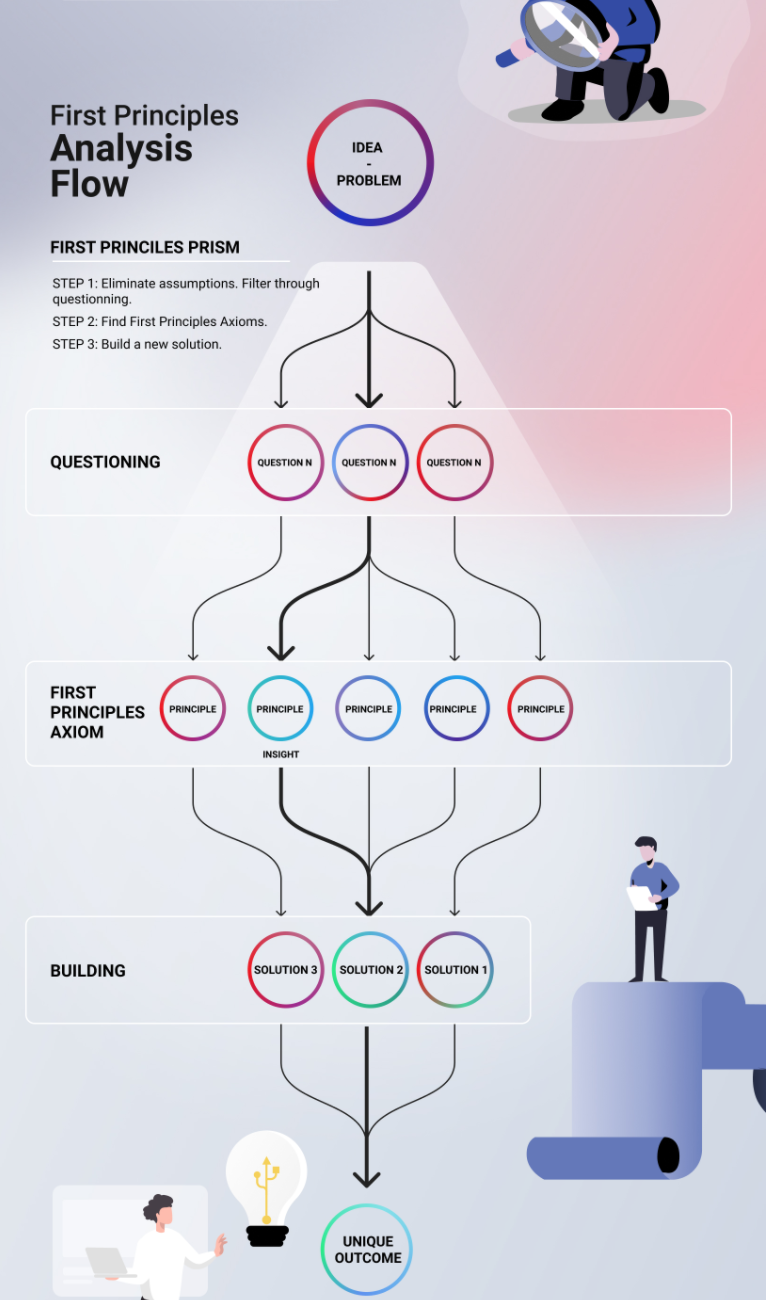 First Principles
Analysis
Flow
IDEA
-
PROBLEM
FIRST PRINCILES PRISM
STEP 1: Eliminate assumptions. Filter through
questionning.
STEP 2: Find First Principles Axioms.
STEP 3: Build a new solution.
QUESTIONING
QUESTION N
QUESTION N
QUESTION N
FIRST
PRINCIPLES
AXIOM
PRINCIPLE
PRINCIPLE
PRINCIPLE
PRINCIPLE
PRINCIPLE
INSIGHT
BUILDING
SOLUTION 3
SOLUTION 2
SOLUTION 1
UNIQUE
OUTCOME